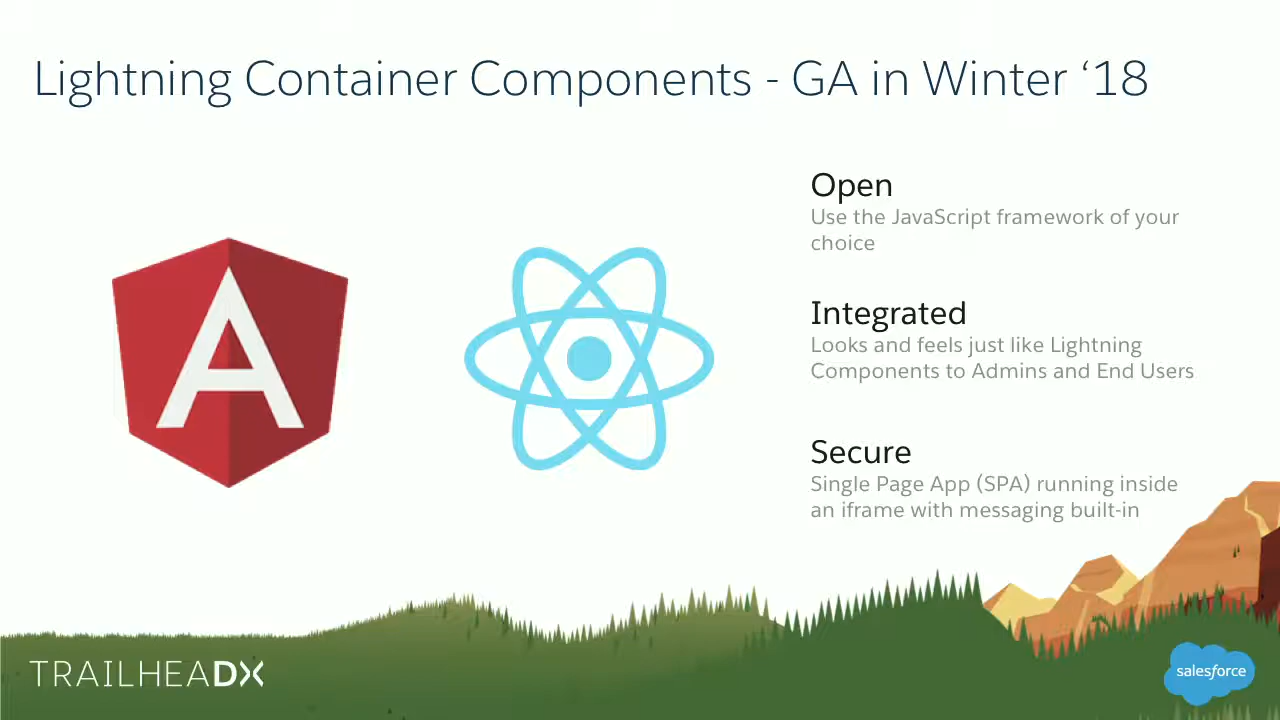 Lightning Container Components - GA in Winter ‘18
Open
Use the JavaScript framework of your
choice
Integrated
Looks and feels just like Lightning
Components to Admins and End Users
Secure
Single Page App (SPA) running inside
an iframe with messaging built-in
A
TRAILHEADX
salesforce